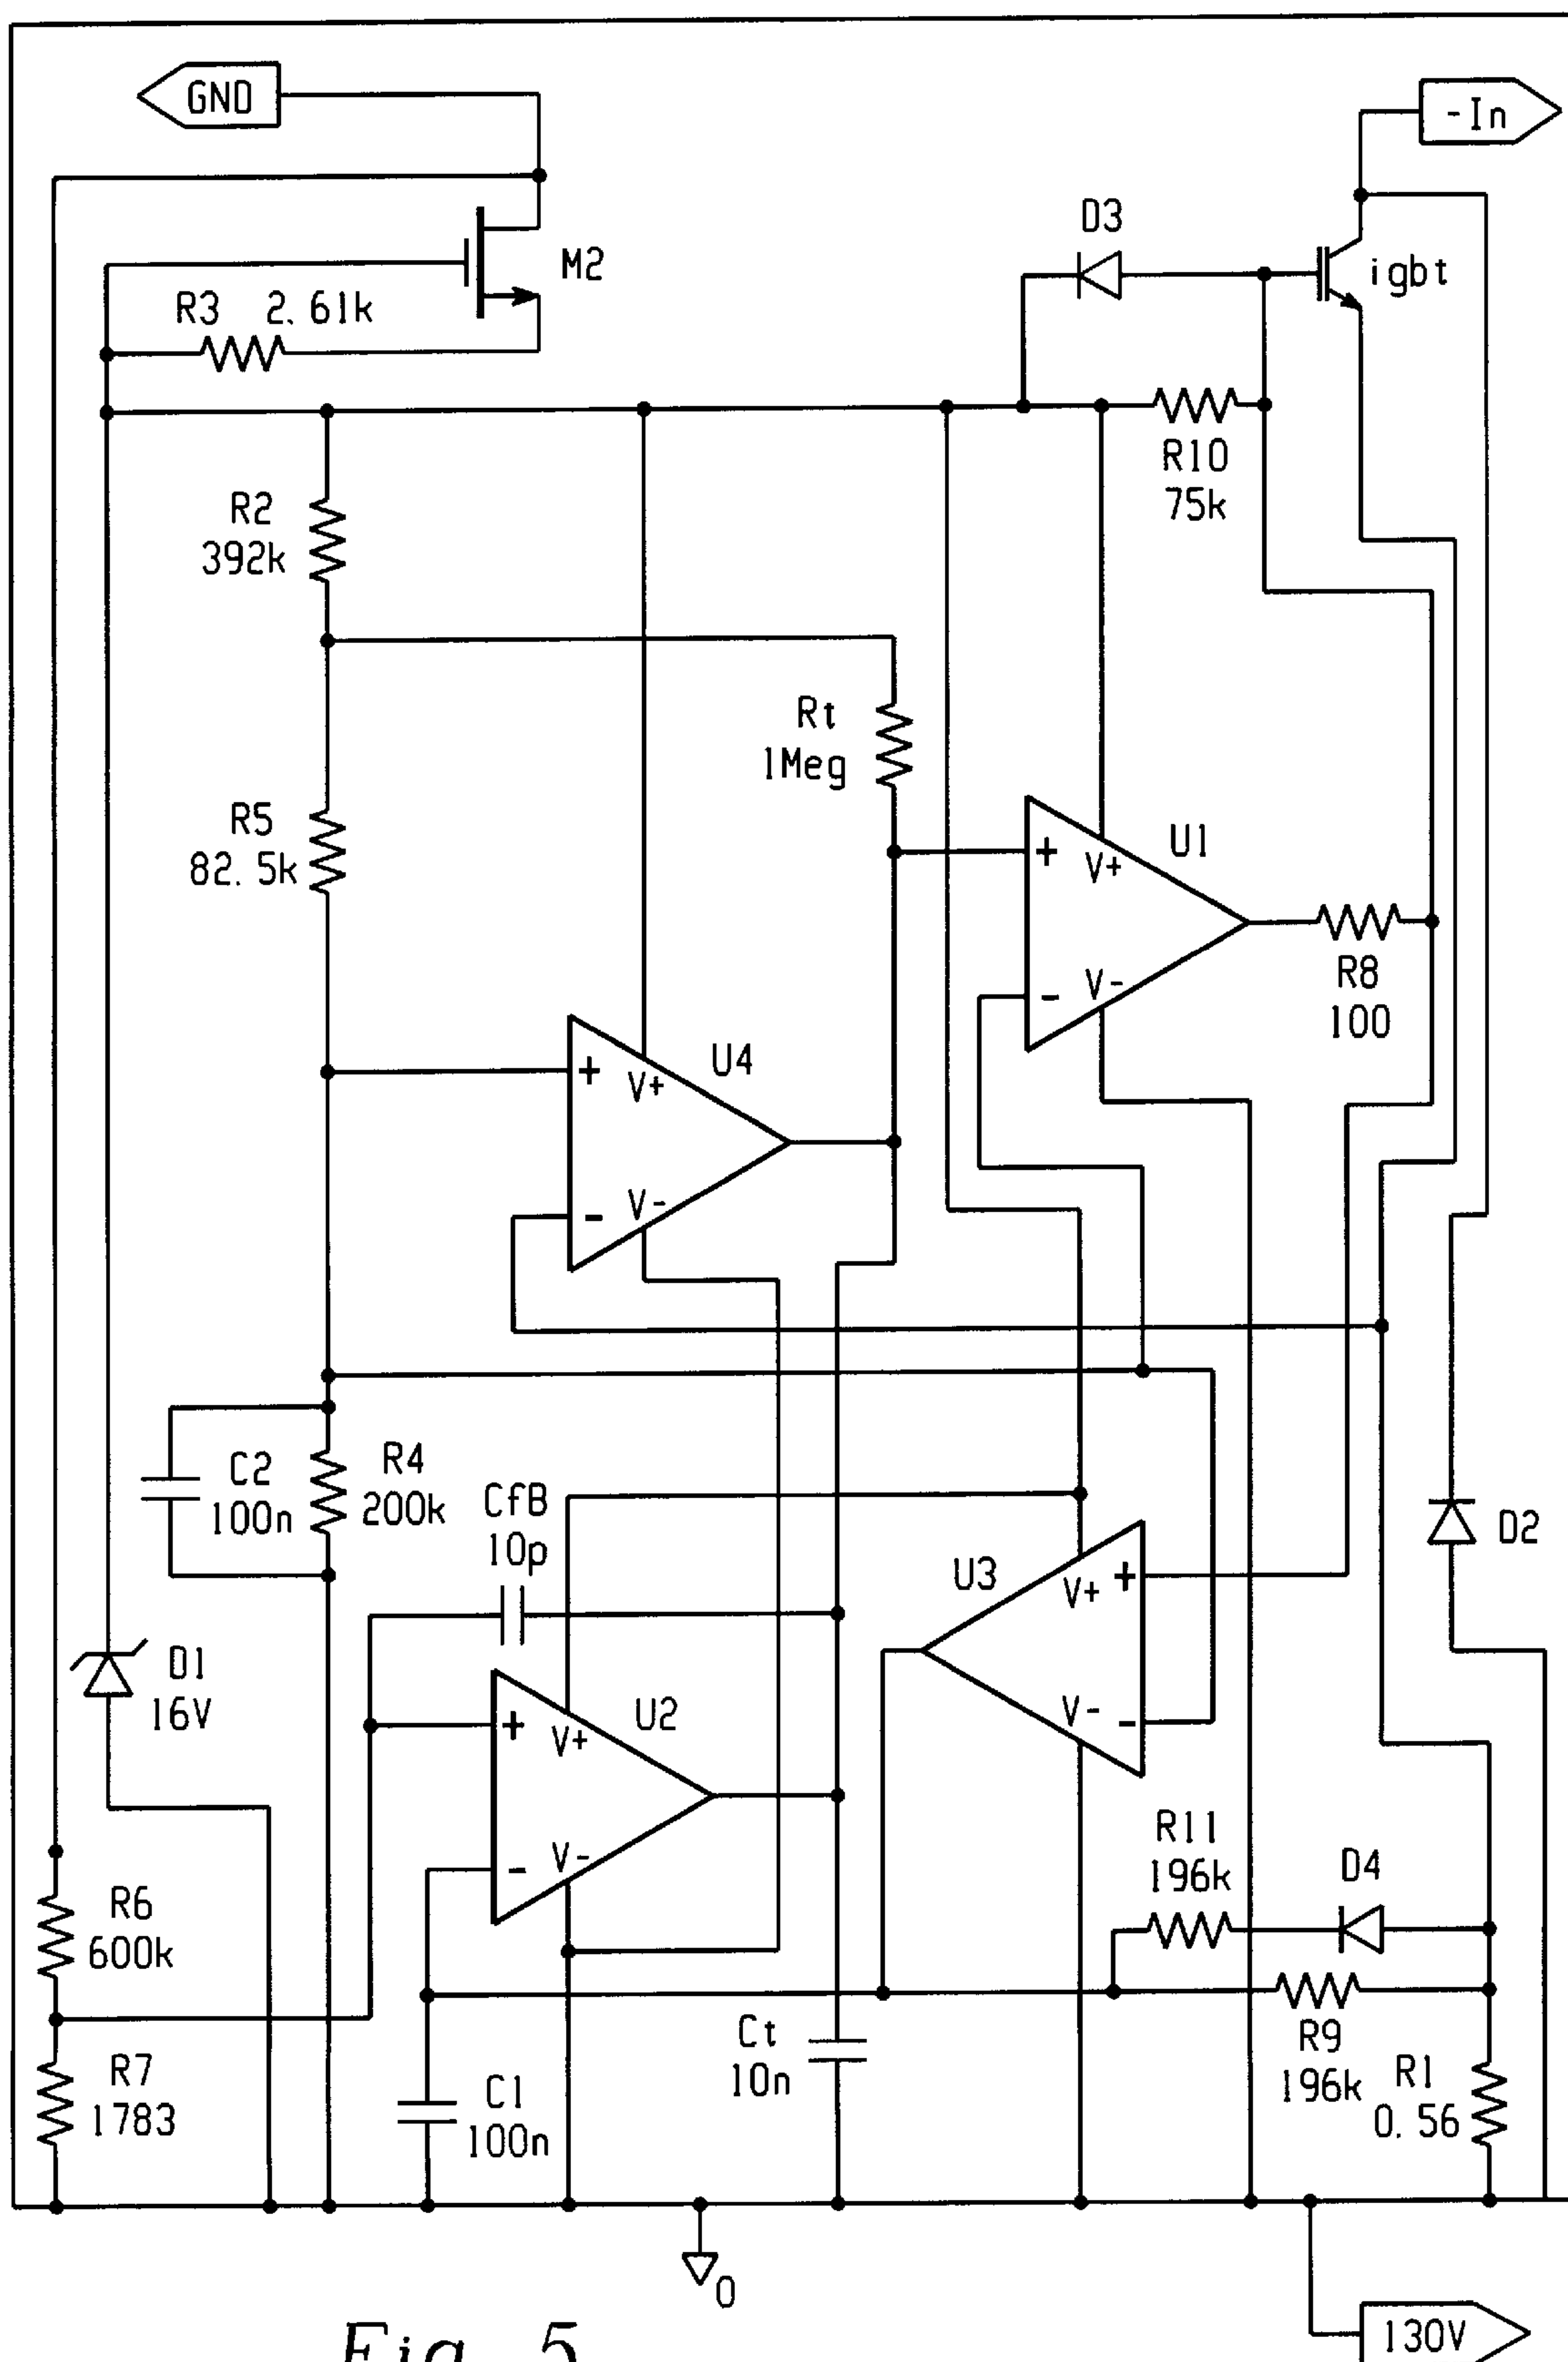 GND
-In
D3
M2
igbt
R3 2.61k
R10
75k
R2
392k
Rt
1Meg
R5
82.5k
+
V+
U1
-
V-
R8
100
+
V+
U4
-
V-
C2
100n
R4
200k
CfB
10p
D2
U3
V+
+
V-
-
D1
16V
+
V+
U2
-
V-
R11
196k
D4
R6
600k
R7
1783
C1
100n
Ct
10n
R9
196k
R1
0.56
0
130V
Fig. 5